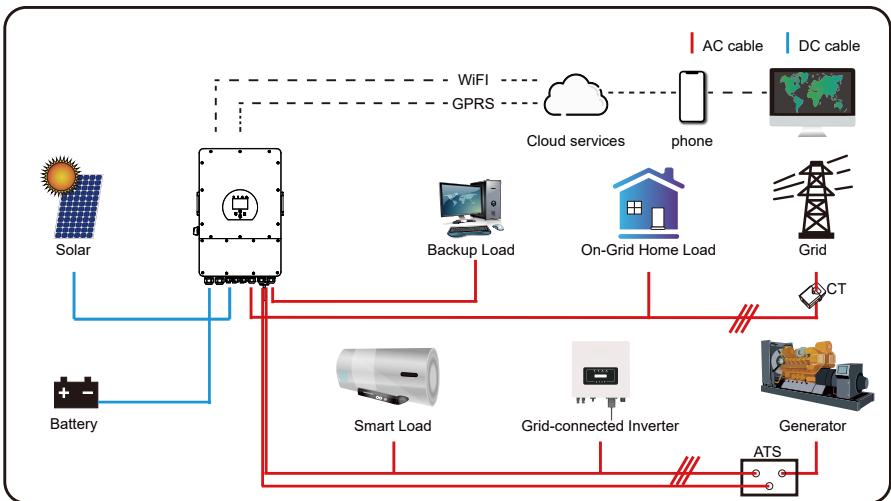 AC cable
DC cable
WiFI
GPRS
Cloud services
phone
Solar
Backup Load
On-Grid Home Load
Grid
CT
Battery
Smart Load
Grid-connected Inverter
Generator
ATS